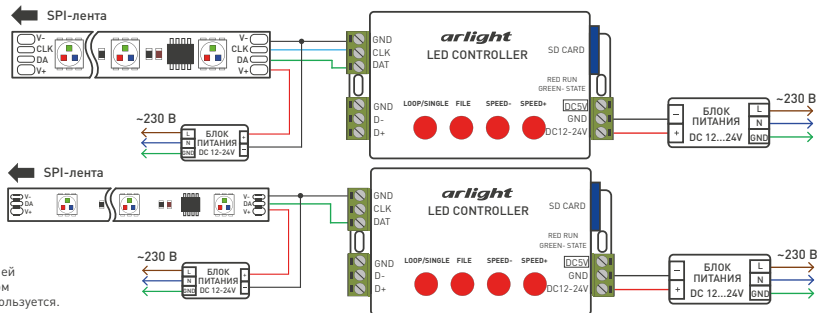 SPI-лента
V-
CLK
DA
V+
V-
CLK
DA
V+
GND
CLK
DAT
GND
D-
D+
arlight
LED CONTROLLER
SD CARD
RED RUN
GREEN- STATE
LOOP/SINGLE FILE SPEED- SPEED+
DC5V
GND
DC12-24V
~230 В
L
N
GND
БЛОК
ПИТАНИЯ
DC 12-24V
+
–
–
+
БЛОК
ПИТАНИЯ
DC 12...24V
L
N
GND
~230 В
SPI-лента
V-
DA
V+
V-
DA
V+
GND
CLK
DAT
GND
D-
D+
arlight
LED CONTROLLER
SD CARD
RED RUN
GREEN- STATE
LOOP/SINGLE FILE SPEED- SPEED+
DC5V
GND
DC12-24V
~230 В
L
N
GND
БЛОК
ПИТАНИЯ
DC 12-24V
+
–
–
+
БЛОК
ПИТАНИЯ
DC 12...24V
L
N
GND
~230 В
ей
ом
ользуется.